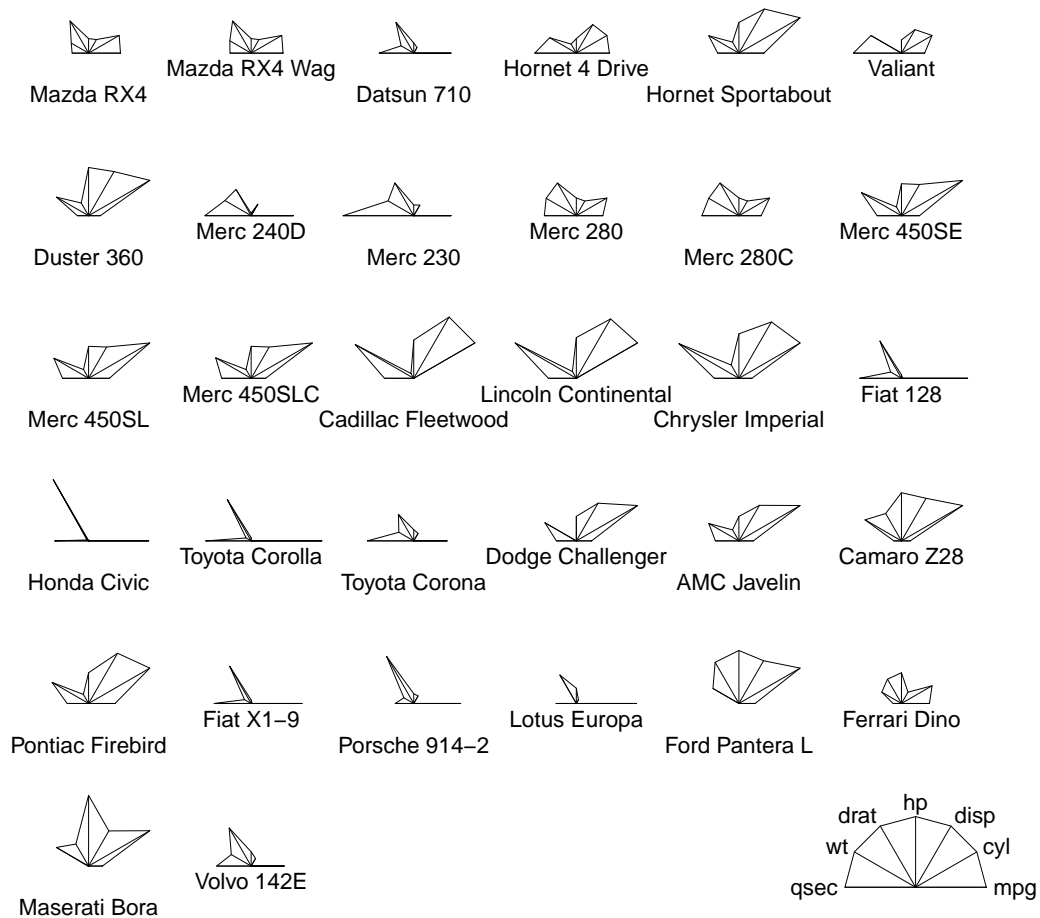 Mazda RX4
Mazda RX4 Wag
Datsun 710
Hornet 4 Drive
Hornet Sportabout
Valiant
Duster 360
Merc 240D
Merc 230
Merc 280
Merc 280C
Merc 450SE
Merc 450SL
Merc 450SLC
Cadillac Fleetwood
Lincoln Continental
Chrysler Imperial
Fiat 128
Honda Civic
Toyota Corolla
Toyota Corona
Dodge Challenger
AMC Javelin
Camaro Z28
Pontiac Firebird
Fiat X1−9
Porsche 914−2
Lotus Europa
Ford Pantera L
Ferrari Dino
Maserati Bora
Volvo 142E
mpg
cyl
disp
hp
drat
wt
qsec